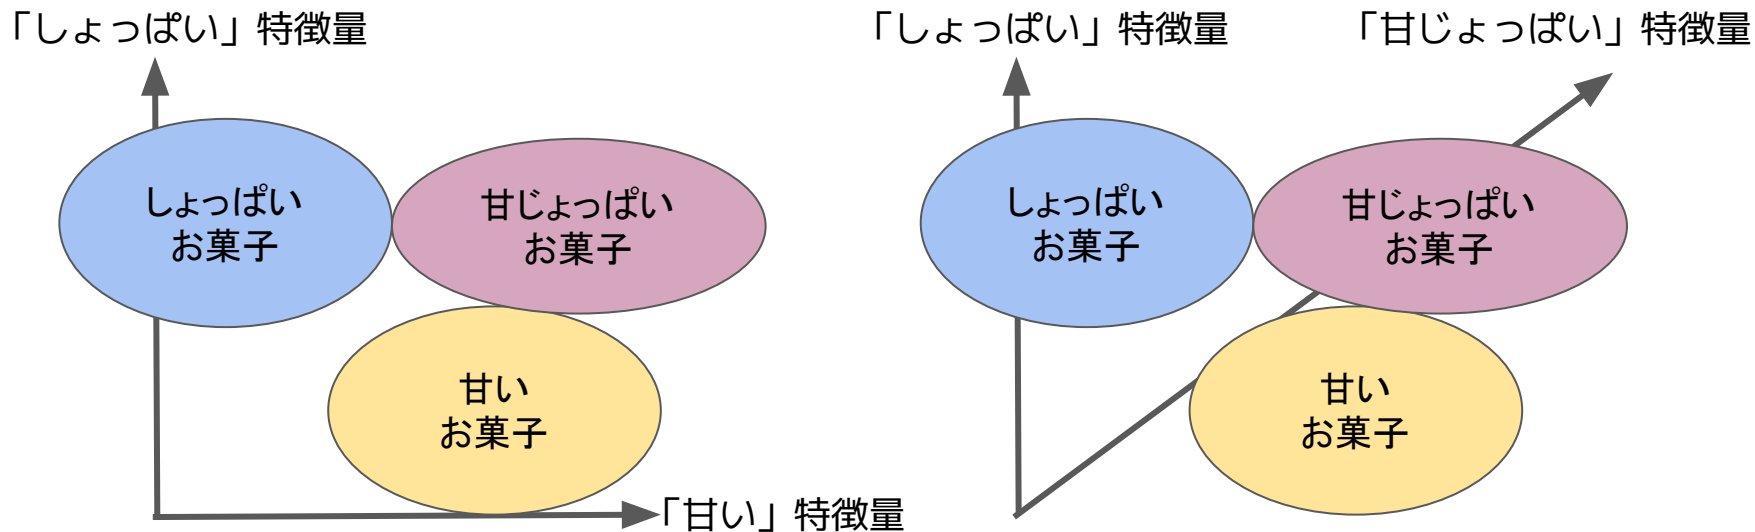 「しょっぱい」特徴量
しょっぱい
お菓子
甘じょっぱい
お菓子
甘い
お菓子
「甘い」特徴量
「しょっぱい」特徴量
「甘じょっぱい」特徴量
しょっぱい
お菓子
甘じょっぱい
お菓子
甘い
お菓子